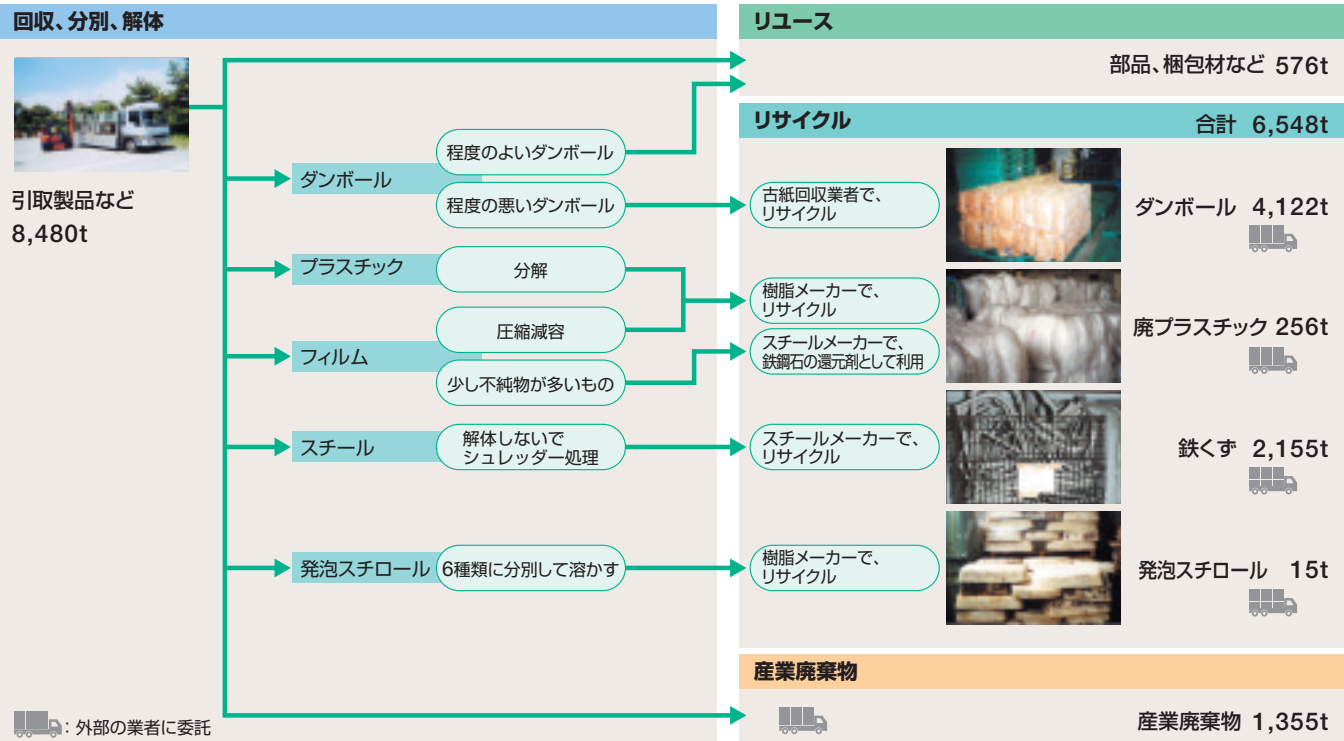 回収、分別、解体
引取製品など
8,480t
ダンボール
程度のよいダンボール
程度の悪いダンボール
プラスチック
分解
圧縮減容
フィルム
少し不純物が多いもの
スチール
解体しないで
シュレッダー処理
発泡スチロール
6種類に分別して溶かす
：外部の業者に委託
リユース
部品、梱包材など 576t
リサイクル
合計 6,548t
古紙回収業者で、
リサイクル
ダンボール 4,122t
樹脂メーカーで、
リサイクル
スチールメーカーで、
鉄鋼石の還元剤として利用
廃プラスチック 256t
スチールメーカーで、
リサイクル
鉄くず 2,155t
樹脂メーカーで、
リサイクル
発泡スチロール 15t
産業廃棄物
産業廃棄物 1,355t